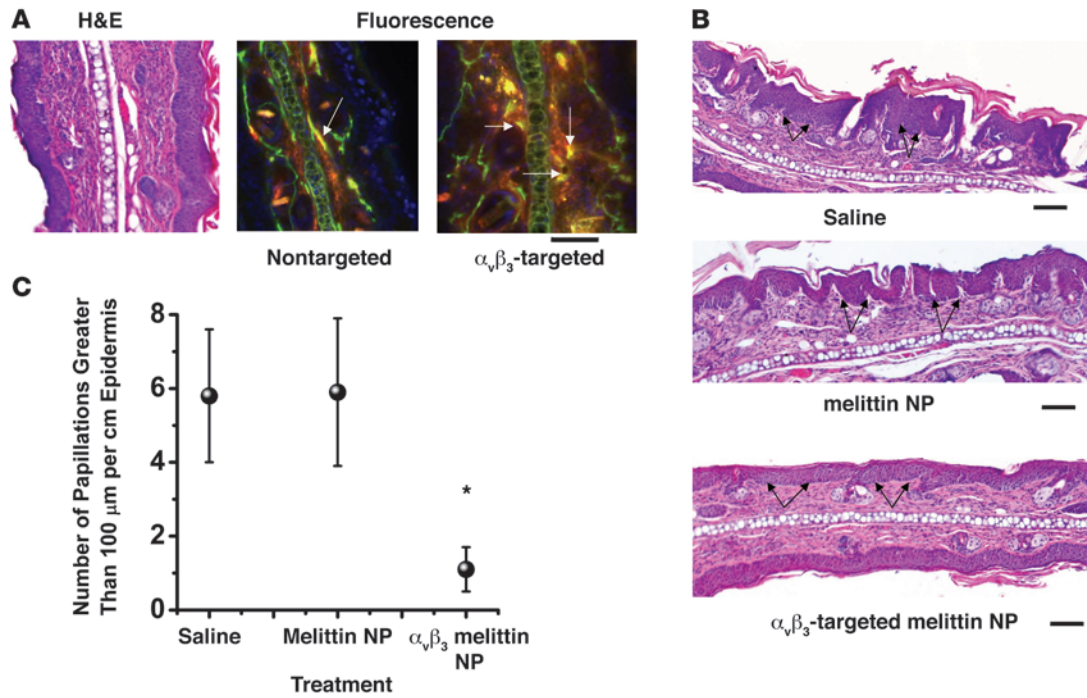 A
H&E
Fluorescence
Nontargeted
αvβ3-targeted
B
Saline
melittin NP
αvβ3-targeted melittin NP
C
Number of Papillations Greater
Than 100 μm per cm Epidermis
8
6
4
2
0
*
Saline
Melittin NP
αvβ3 melittin
NP
Treatment